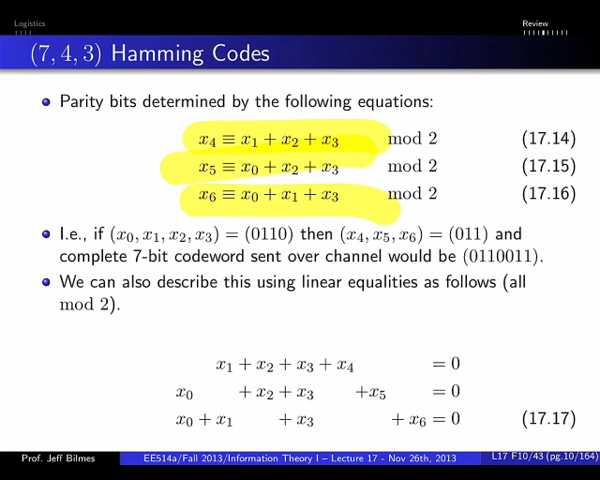 Logistics Review
(7, 4, 3) Hamming Codes
Parity bits determined by the following equations:
x₄ ≡ x₁ + x₂ + x₃ mod 2 (17.14)
x₅ ≡ x₀ + x₂ + x₃ mod 2 (17.15)
x₆ ≡ x₀ + x₁ + x₃ mod 2 (17.16)
I.e., if (x₀, x₁, x₂, x₃) = (0110) then (x₄, x₅, x₆) = (011) and
complete 7-bit codeword sent over channel would be (0110011).
We can also describe this using linear equalities as follows (all
mod 2).
x₁ + x₂ + x₃ + x₄ = 0
x₀ + x₂ + x₃ +x₅ = 0
x₀ + x₁ + x₃ + x₆ = 0 (17.17)
Prof. Jeff Bilmes EE514a/Fall 2013/Information Theory I – Lecture 17 - Nov 26th, 2013 L17 F10/43 (pg.10/164)